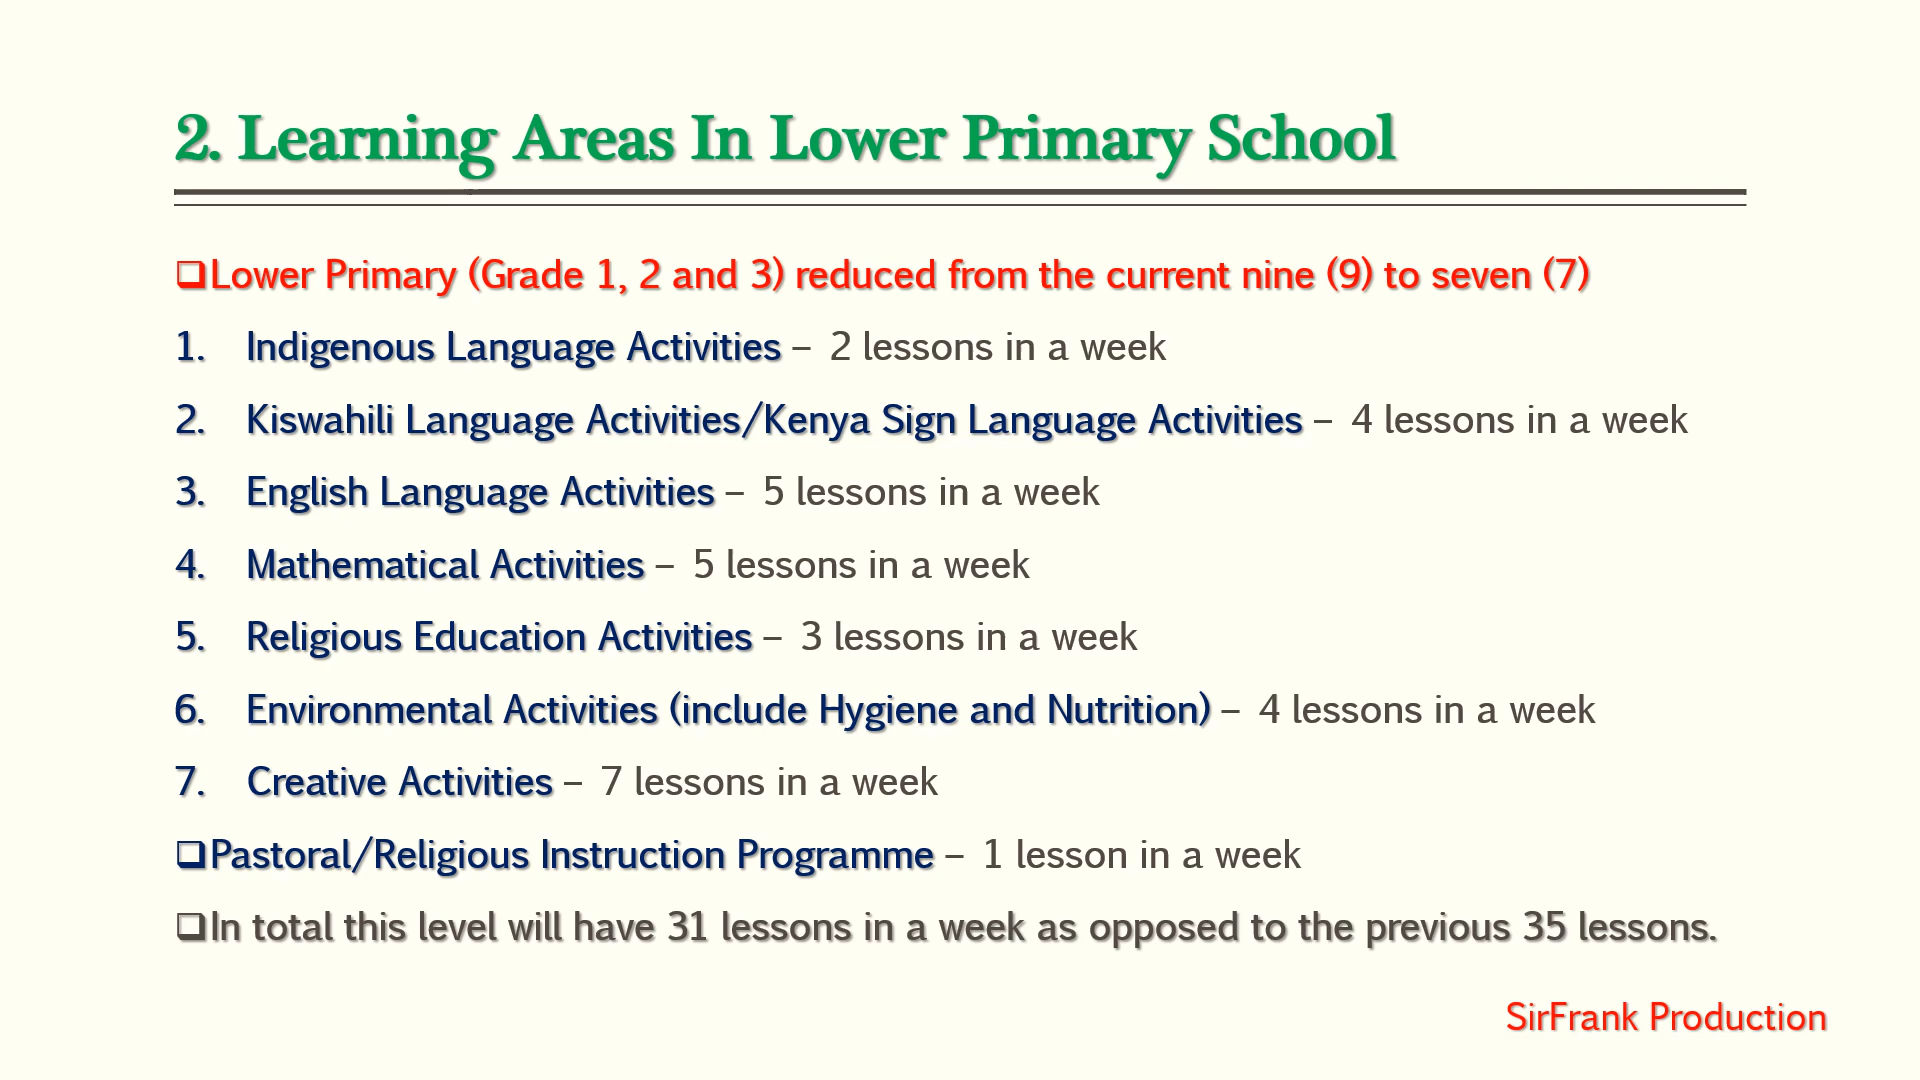 2. Learning Areas In Lower Primary School
❑Lower Primary (Grade 1, 2 and 3) reduced from the current nine (9) to seven (7)
1. Indigenous Language Activities – 2 lessons in a week
2. Kiswahili Language Activities/Kenya Sign Language Activities – 4 lessons in a week
3. English Language Activities – 5 lessons in a week
4. Mathematical Activities – 5 lessons in a week
5. Religious Education Activities – 3 lessons in a week
6. Environmental Activities (include Hygiene and Nutrition) – 4 lessons in a week
7. Creative Activities – 7 lessons in a week
❑Pastoral/Religious Instruction Programme – 1 lesson in a week
❑In total this level will have 31 lessons in a week as opposed to the previous 35 lessons.
SirFrank Production